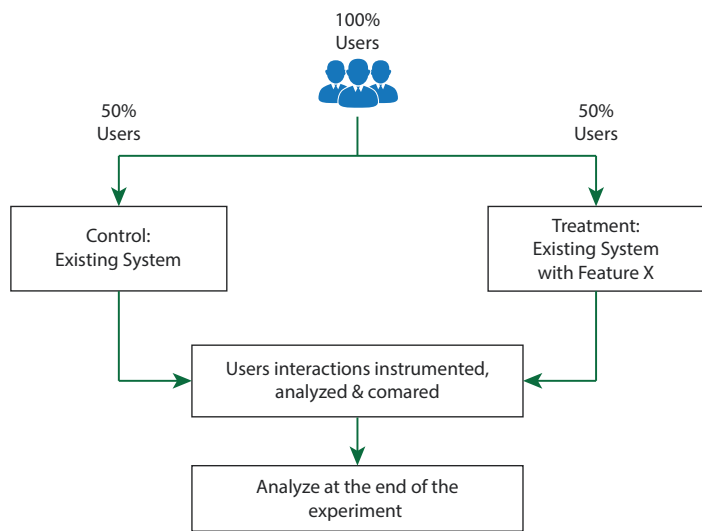 100%
Users
50%
Users
50%
Users
Control:
Existing System
Treatment:
Existing System
with Feature X
Users interactions instrumented,
analyzed & comared
Analyze at the end of the
experiment